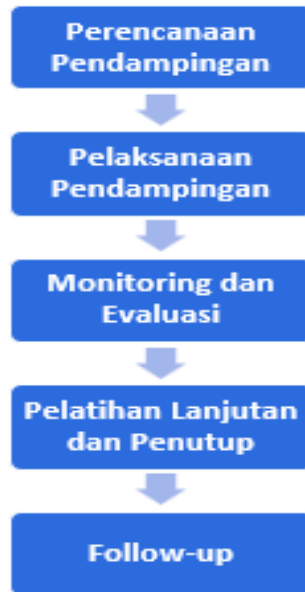 Perencanaan
Pendampingan
Pelaksanaan
Pendampingan
Monitoring dan
Evaluasi
Pelatihan Lanjutan
dan Penutup
Follow-up